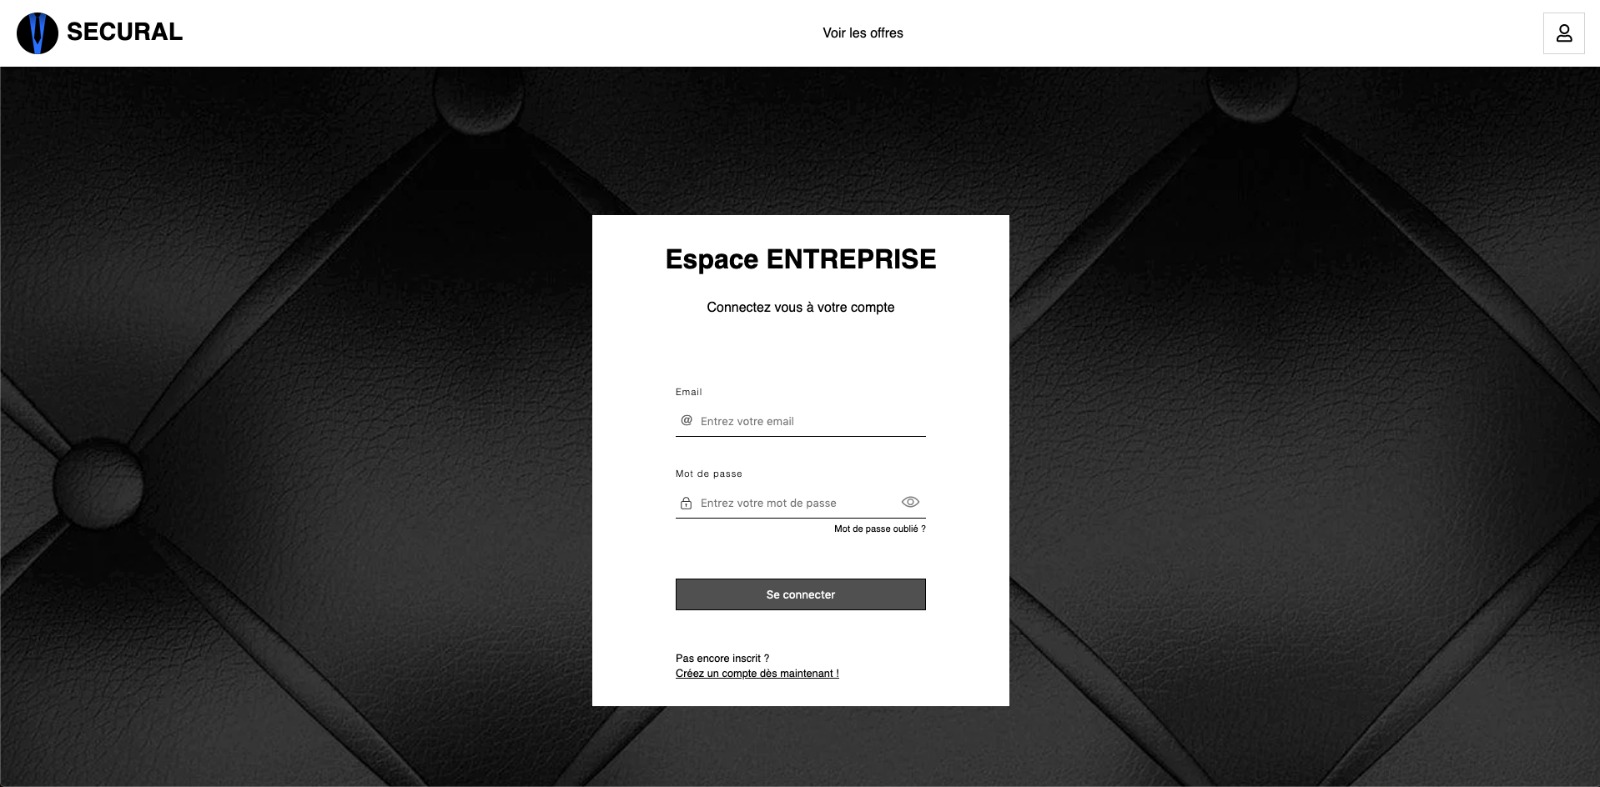 SECURAL
Voir les offres
Espace ENTREPRISE
Connectez vous à votre compte
Email
@ Entrez votre email
Mot de passe
Entrez votre mot de passe
Mot de passe oublié ?
Se connecter
Pas encore inscrit ?
Créez un compte dès maintenant !